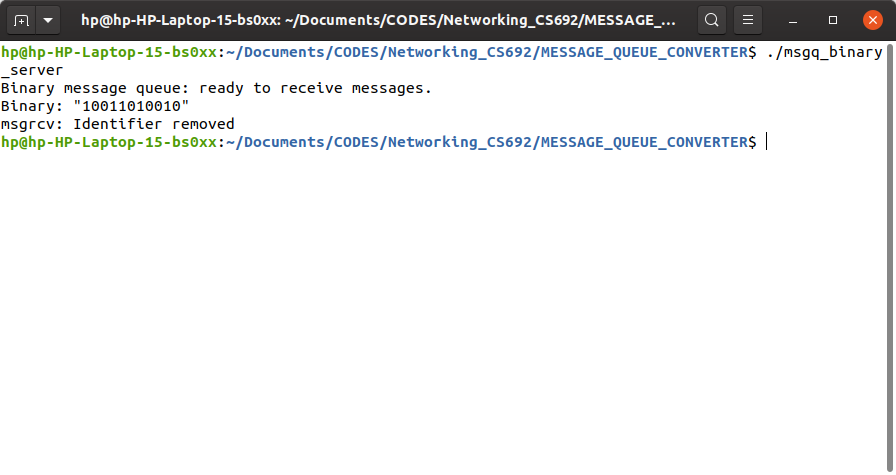 hp@hp-HP-Laptop-15-bs0xx: ~/Documents/CODES/Networking_CS692/MESSAGE_...
hp@hp-HP-Laptop-15-bs0xx:~/Documents/CODES/Networking_CS692/MESSAGE_QUEUE_CONVERTER$ ./msgq_binary
_server
Binary message queue: ready to receive messages.
Binary: "10011010010"
msgrcv: Identifier removed
hp@hp-HP-Laptop-15-bs0xx:~/Documents/CODES/Networking_CS692/MESSAGE_QUEUE_CONVERTER$